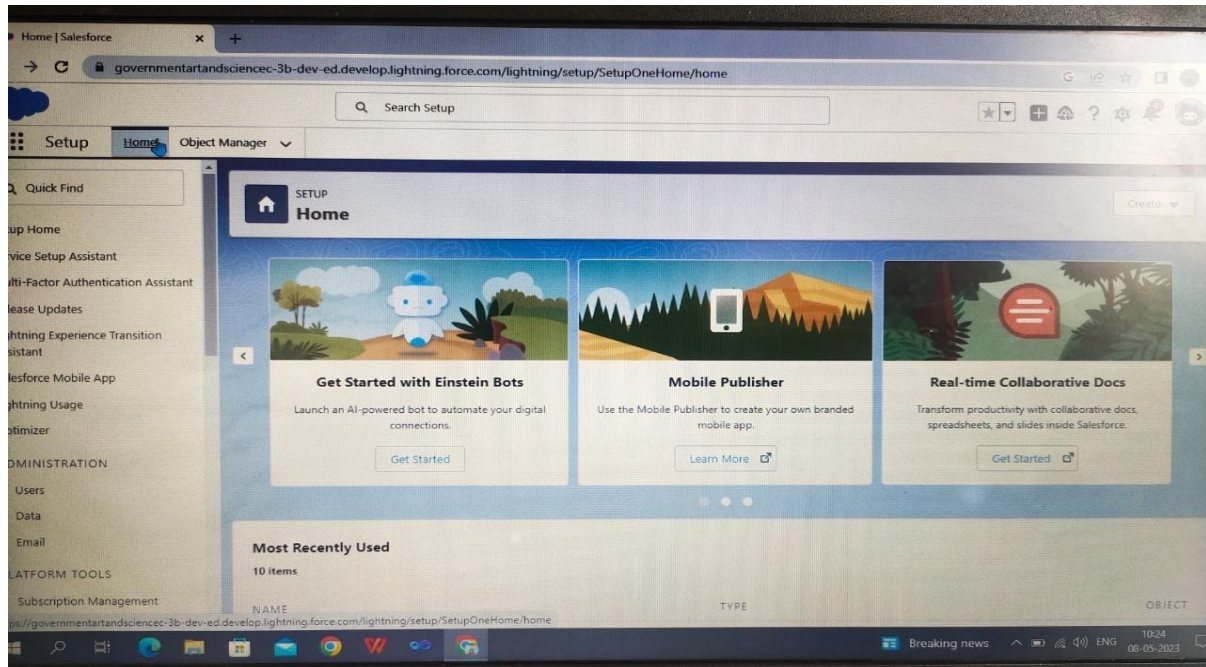 Home | Salesforce
governmentartandsciencec-3b-dev-ed.develop.lightning.force.com/lightning/setup/SetupOneHome/home
Search Setup
Setup Home Object Manager
Quick Find
SETUP
Home
Create
up Home
rvice Setup Assistant
lti-Factor Authentication Assistant
lease Updates
ghtning Experience Transition
sistant
lesforce Mobile App
ghtning Usage
ptimizer
DMINISTRATION
Users
Data
Email
LATFORM TOOLS
Subscription Management
Get Started with Einstein Bots
Launch an AI-powered bot to automate your digital
connections.
Get Started
Mobile Publisher
Use the Mobile Publisher to create your own branded
mobile app.
Learn More
Real-time Collaborative Docs
Transform productivity with collaborative docs,
spreadsheets, and slides inside Salesforce.
Get Started
Most Recently Used
10 items
NAME TYPE OBJECT
ps://governmentartandsciencec-3b-dev-ed.develop.lightning.force.com/lightning/setup/SetupOneHome/home
Breaking news ENG 10:24
08-05-2023